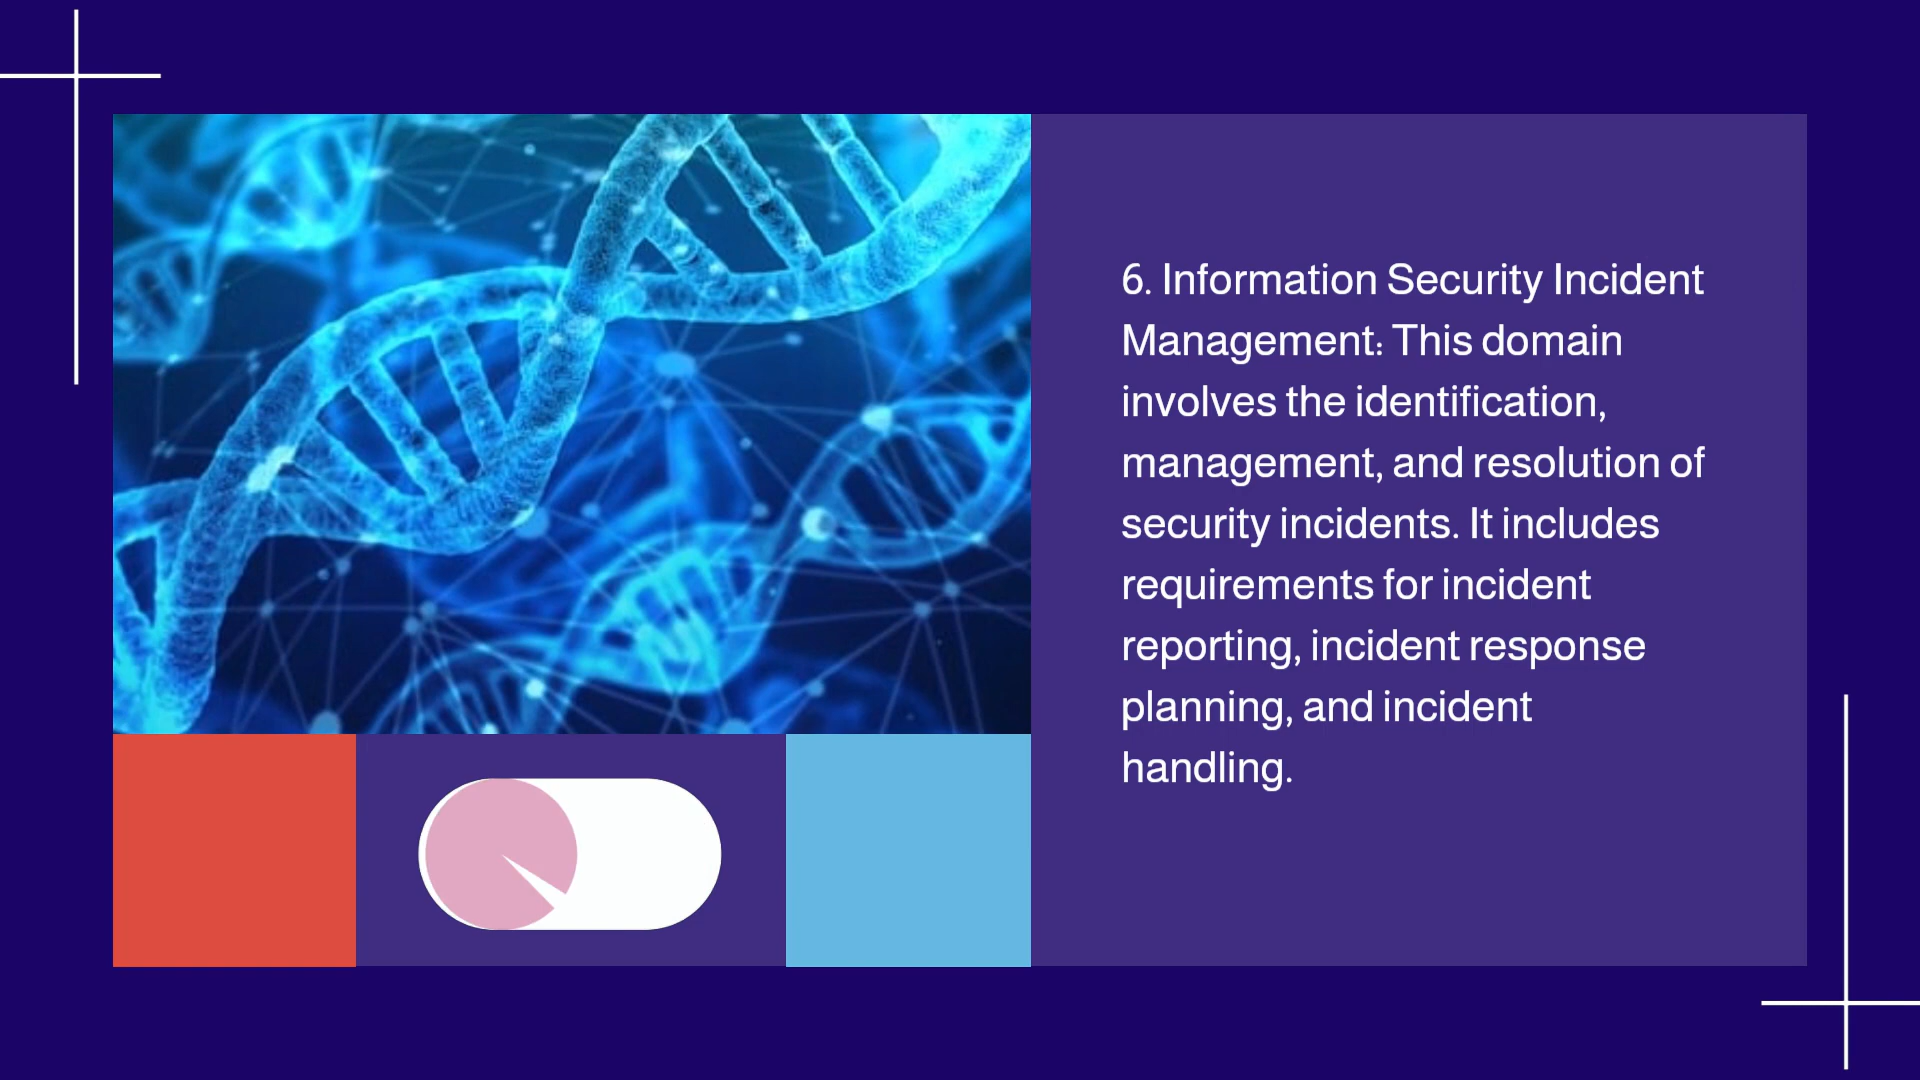 6. Information Security Incident
Management: This domain
involves the identification,
management, and resolution of
security incidents. It includes
requirements for incident
reporting, incident response
planning, and incident
handling.